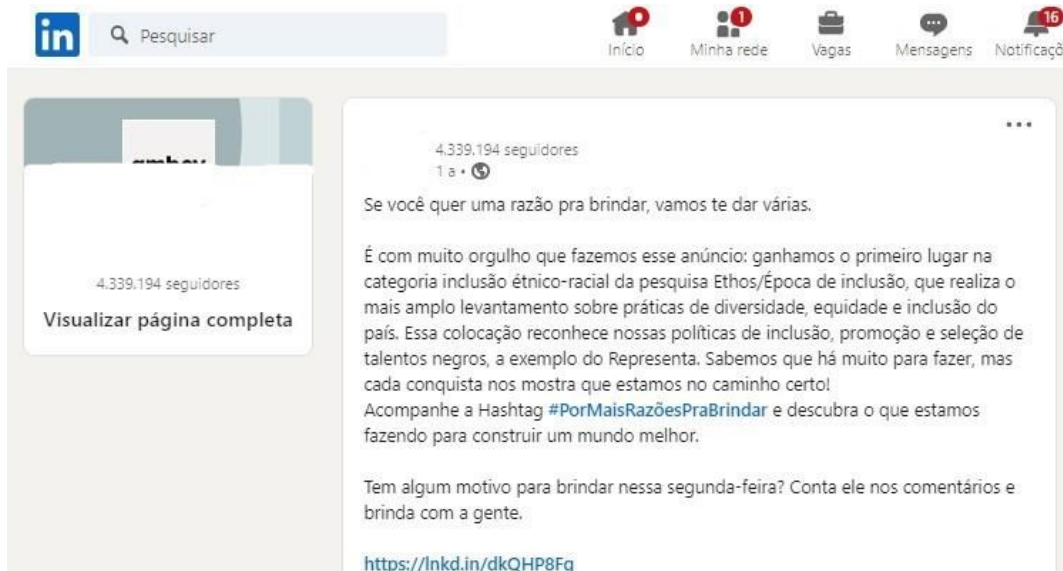 in
Pesquisar
Início
1
Minha rede
Vagas
Mensagens
16
Notificaçõ
4.339.194 seguidores
Visualizar página completa
4.339.194 seguidores
1 a •
Se você quer uma razão pra brindar, vamos te dar várias.
É com muito orgulho que fazemos esse anúncio: ganhamos o primeiro lugar na
categoria inclusão étnico-racial da pesquisa Ethos/Época de inclusão, que realiza o
mais amplo levantamento sobre práticas de diversidade, equidade e inclusão do
país. Essa colocação reconhece nossas políticas de inclusão, promoção e seleção de
talentos negros, a exemplo do Representa. Sabemos que há muito para fazer, mas
cada conquista nos mostra que estamos no caminho certo!
Acompanhe a Hashtag #PorMaisRazõesPraBrindar e descubra o que estamos
fazendo para construir um mundo melhor.
Tem algum motivo para brindar nessa segunda-feira? Conta ele nos comentários e
brinda com a gente.
https://lnkd.in/dkQHP8Fq